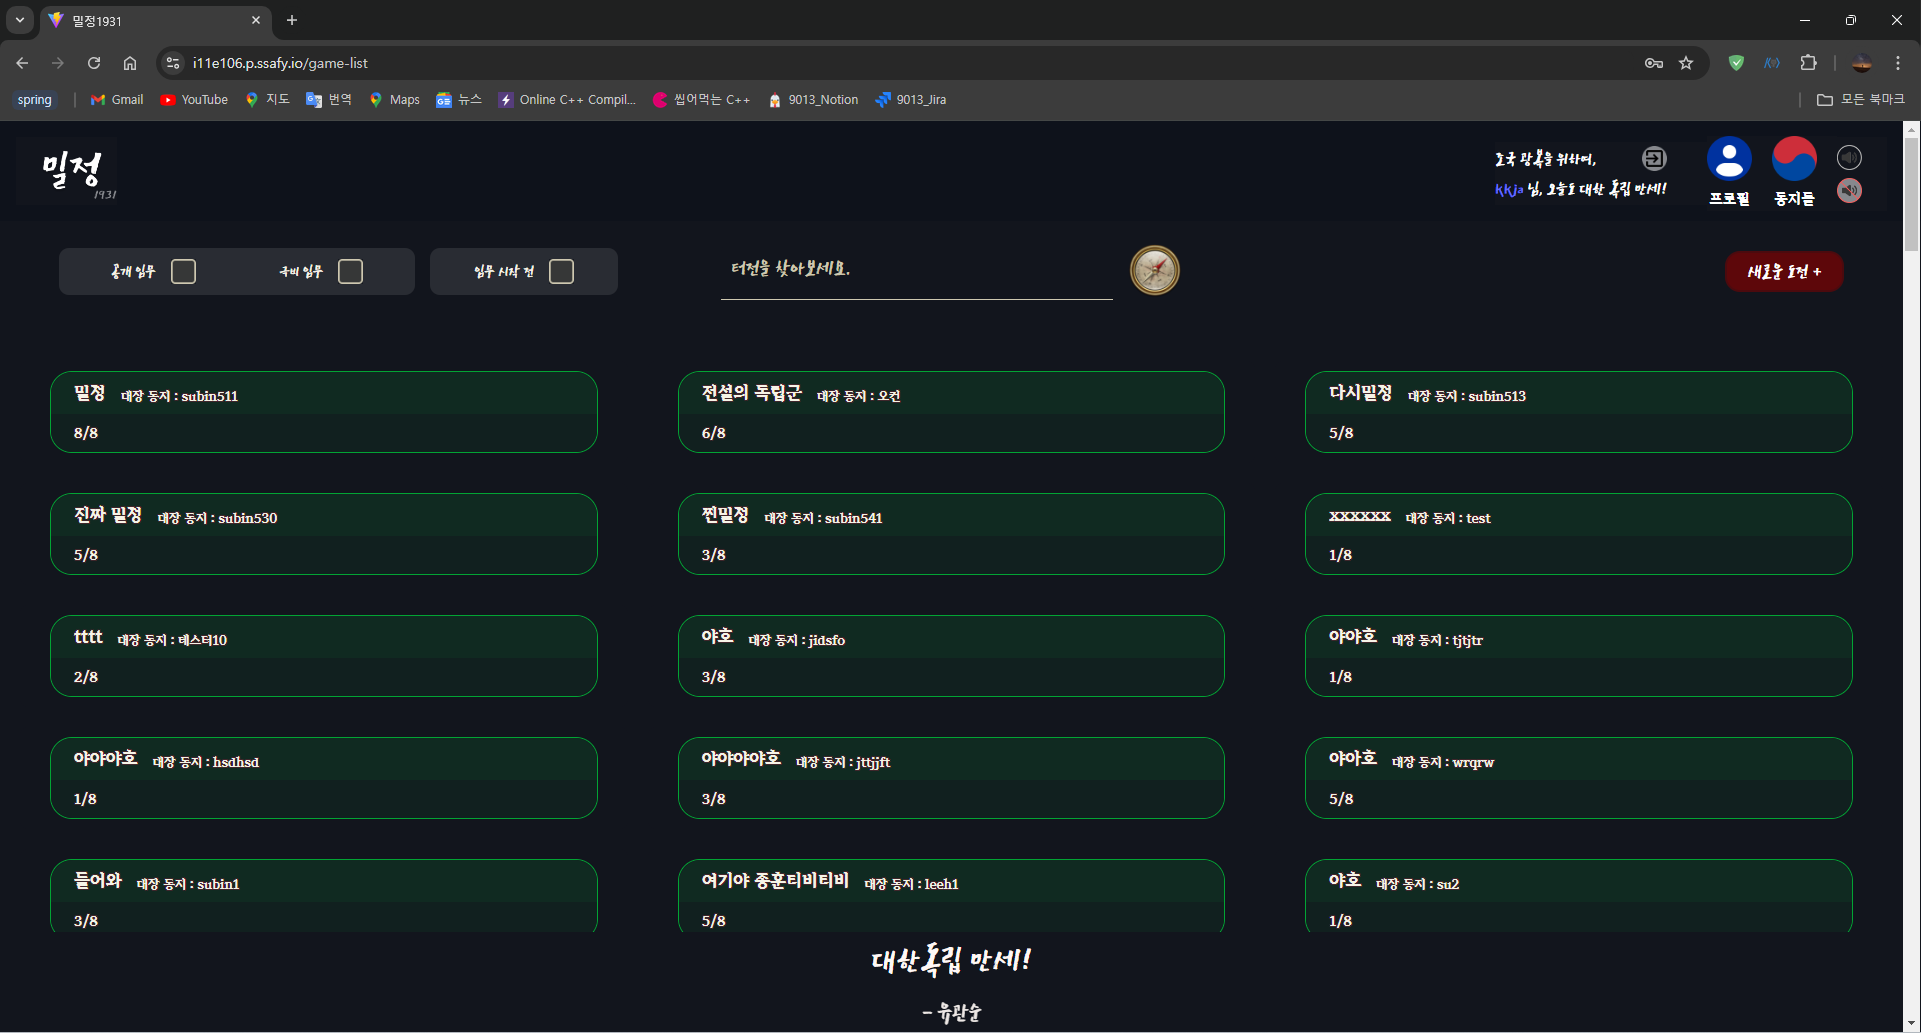 밀정1931
i11e106.p.ssafy.io/game-list
spring
Gmail
YouTube
지도
번역
Maps
뉴스
Online C++ Compil...
씹어먹는 C++
9013_Notion
9013_Jira
모든 북마크
밀정
1931
조국 광복을 위하여,
kkja 님, 오늘도 대한 독립 만세!
프로필
동지들
공개 임무
극비 임무
임무 시작 전
터전을 찾아보세요.
새로운 도전 +
밀정 대장 동지 : subin511
8/8
전설의 독립군 대장 동지 : 오컨
6/8
다시밀정 대장 동지 : subin513
5/8
진짜 밀정 대장 동지 : subin530
5/8
찐밀정 대장 동지 : subin541
3/8
xxxxxx 대장 동지 : test
1/8
tttt 대장 동지 : 테스터10
2/8
야호 대장 동지 : jidsfo
3/8
야야호 대장 동지 : tjtjtr
1/8
야야야호 대장 동지 : hsdhsd
1/8
야야야야호 대장 동지 : jttjjft
3/8
야아호 대장 동지 : wrqrw
5/8
들어와 대장 동지 : subin1
3/8
여기야 종훈티비티비 대장 동지 : leeh1
5/8
야호 대장 동지 : su2
1/8
대한독립 만세!
- 유관순